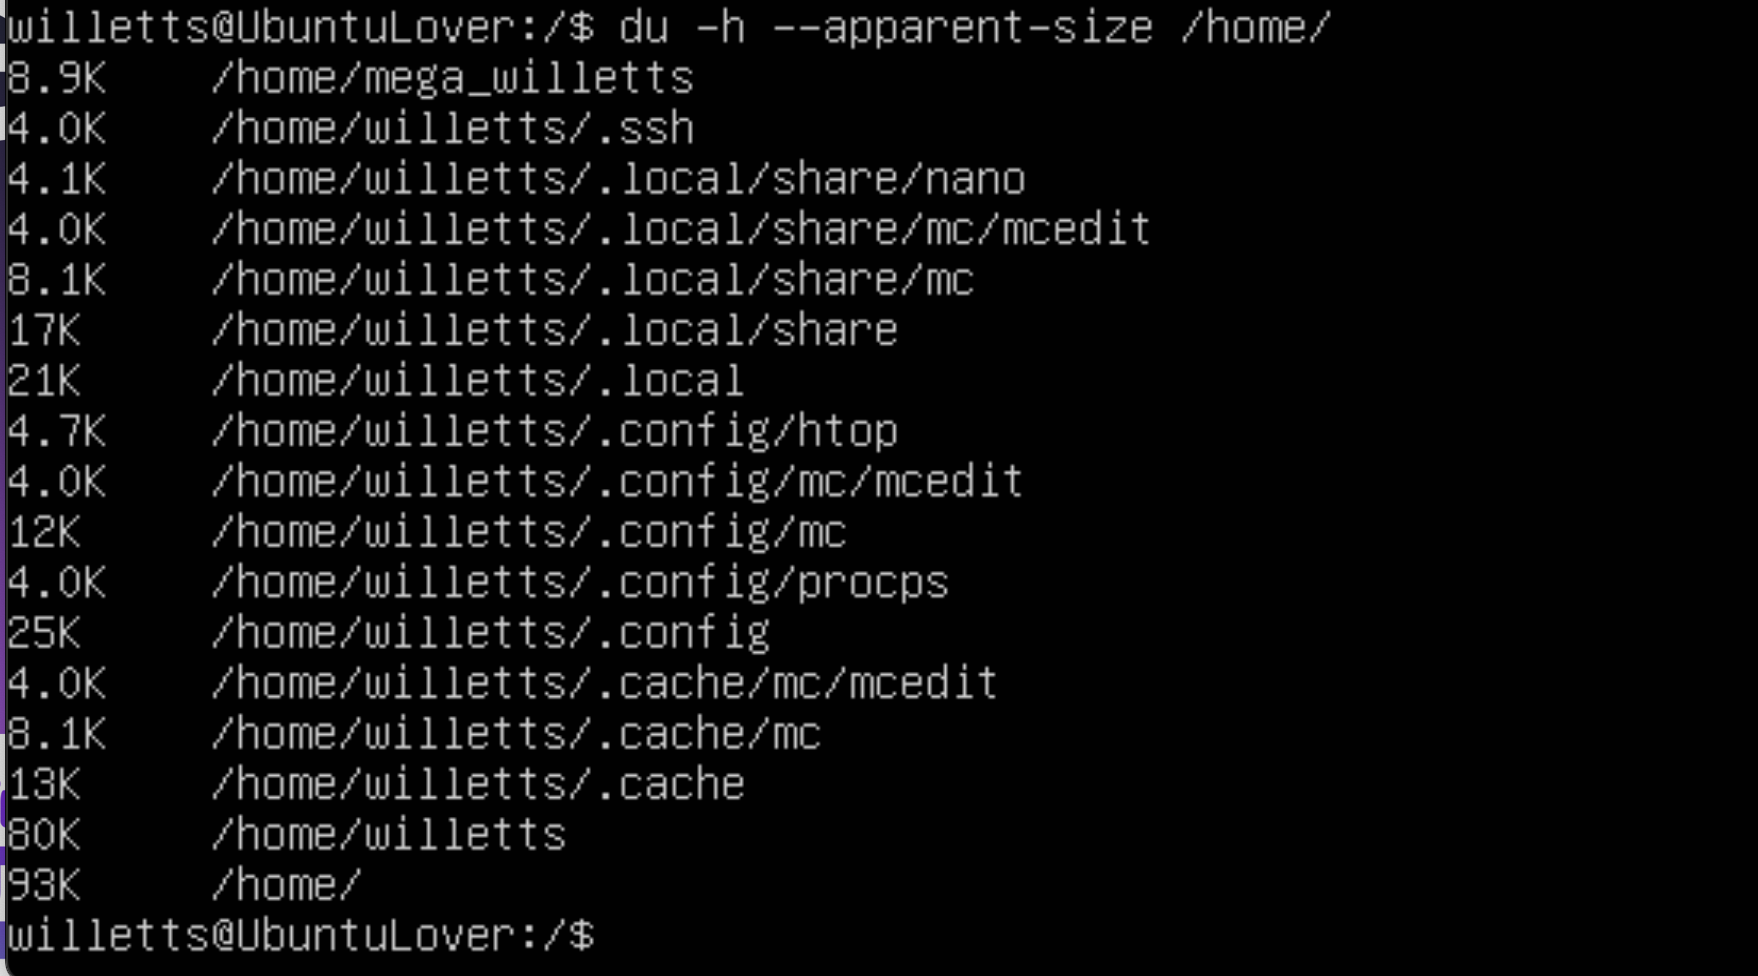 willetts@UbuntuLover:/$ du -h --apparent-size /home/
8.9K    /home/mega_willetts
4.0K    /home/willetts/.ssh
4.1K    /home/willetts/.local/share/nano
4.0K    /home/willetts/.local/share/mc/mcedit
8.1K    /home/willetts/.local/share/mc
17K     /home/willetts/.local/share
21K     /home/willetts/.local
4.7K    /home/willetts/.config/htop
4.0K    /home/willetts/.config/mc/mcedit
12K     /home/willetts/.config/mc
4.0K    /home/willetts/.config/procps
25K     /home/willetts/.config
4.0K    /home/willetts/.cache/mc/mcedit
8.1K    /home/willetts/.cache/mc
13K     /home/willetts/.cache
80K     /home/willetts
93K     /home/
willetts@UbuntuLover:/$